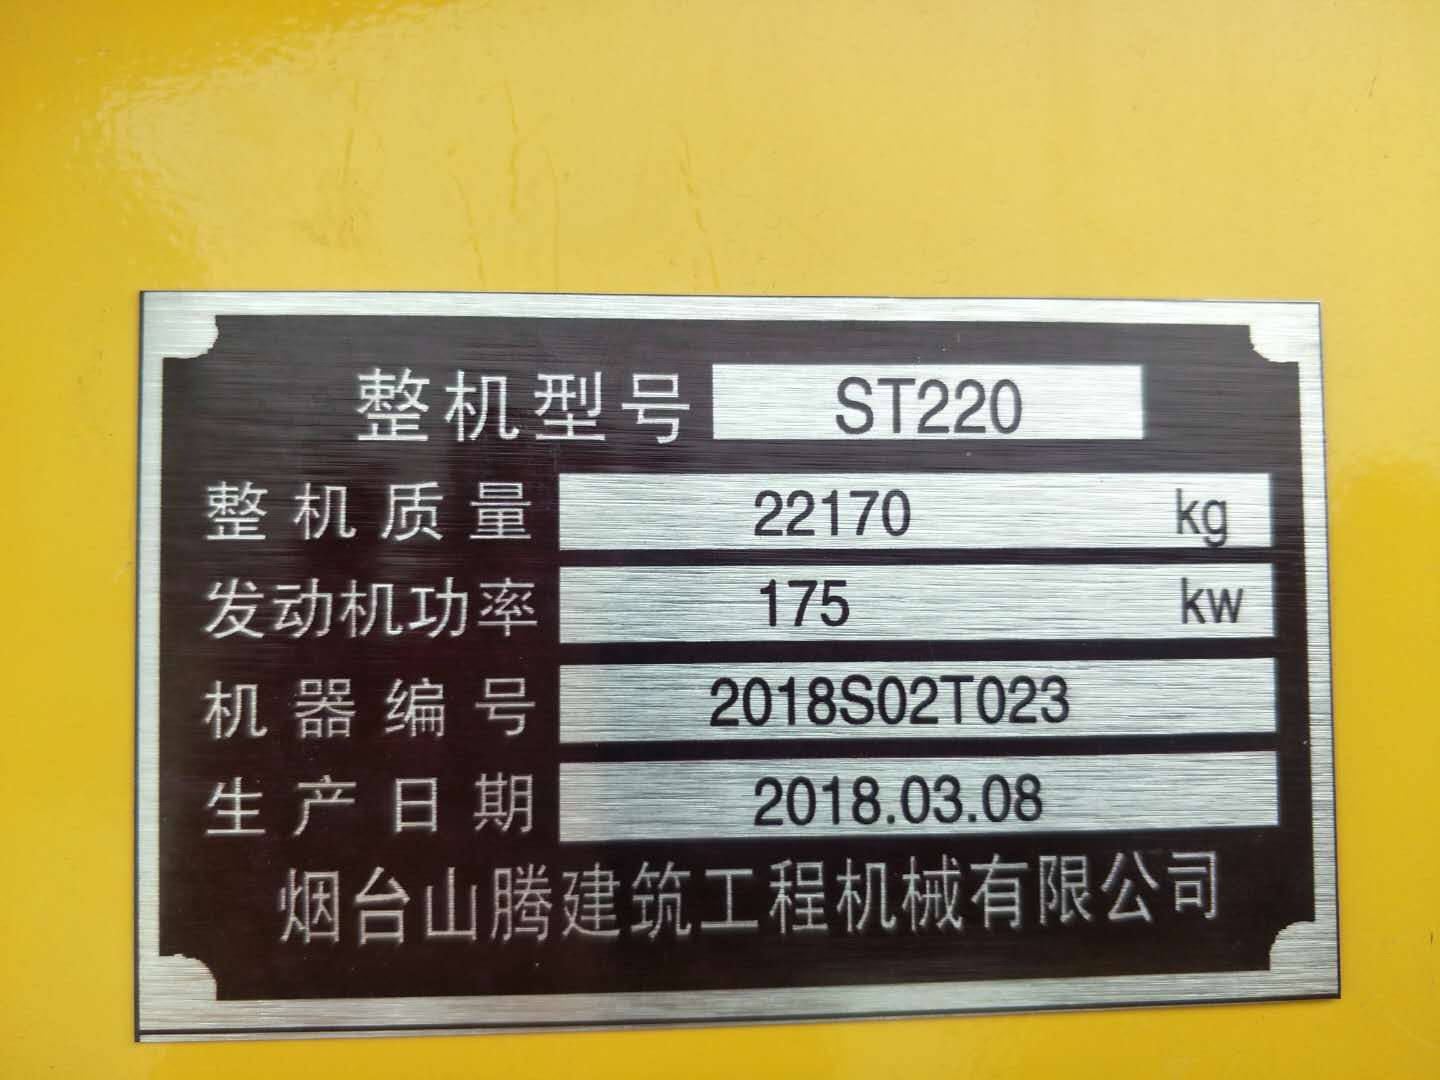 整机型号 ST220
整机质量 22170 kg
发动机功率 175 kw
机器编号 2018S02T023
生产日期 2018.03.08
烟台山腾建筑工程机械有限公司